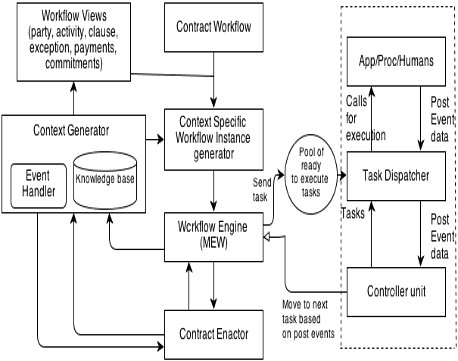 Workflow Views
(party, activity, clause,
exception, payments,
commitments)
Contract Workflow
App/Proc/Humans
Calls
for
execution
Post
Event
data
Context Generator
Event
Handler
Knowledge base
Context Specific
Workflow Instance
generator
Pool of
ready
to execute
tasks
Send
task
Task Dispatcher
Tasks
Post
Event
data
Workflow Engine
(MEW)
Move to next
task based
on post events
Controller unit
Contract Enactor